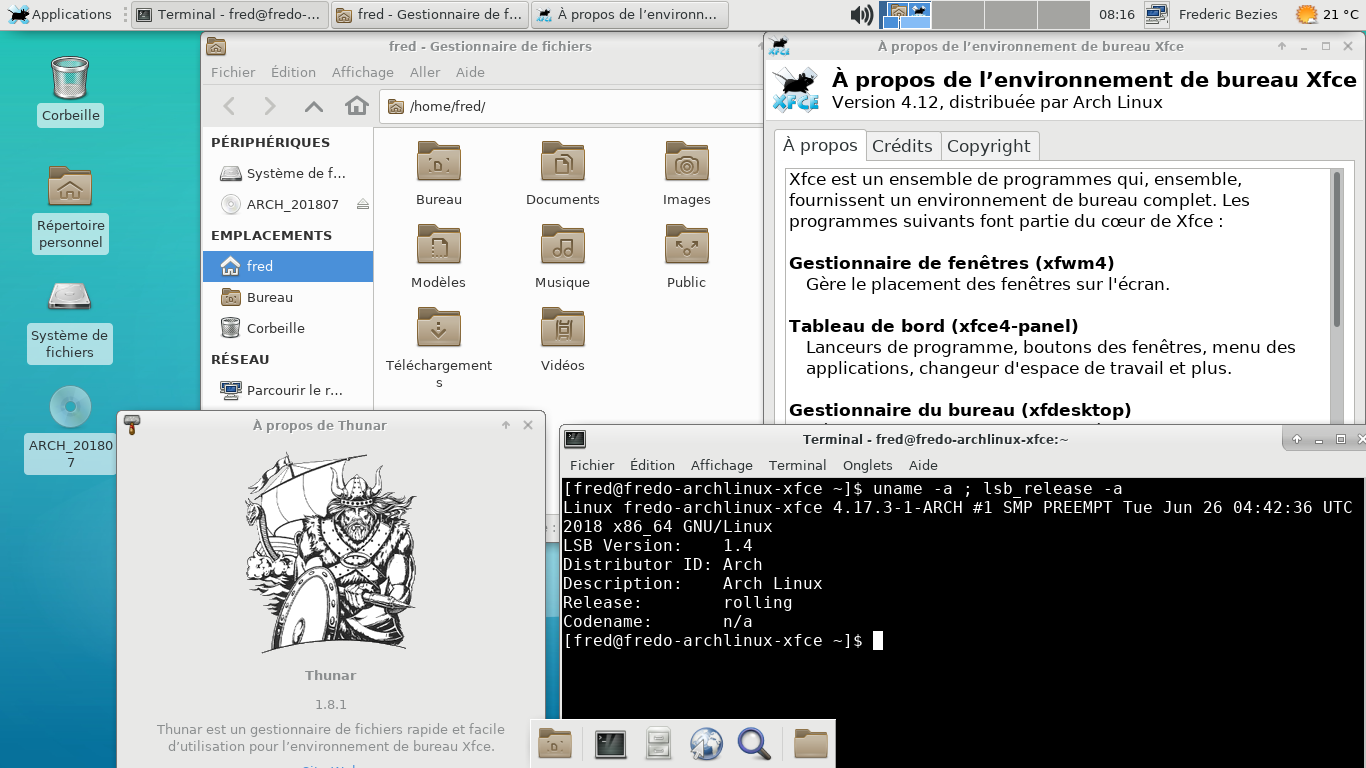 Applications
Terminal - fred@fredo-...
fred - Gestionnaire de f...
À propos de l’environn...
08:16
Frederic Bezies
21 °C
Corbeille
Répertoire
personnel
Système de
fichiers
ARCH_20180
7
fred - Gestionnaire de fichiers
Fichier Édition Affichage Aller Aide
/home/fred/
PÉRIPHÉRIQUES
Système de f...
ARCH_201807
EMPLACEMENTS
fred
Bureau
Corbeille
RÉSEAU
Parcourir le r...
Bureau Documents Images
Modèles Musique Public
Téléchargement
s
Vidéos
À propos de l’environnement de bureau Xfce
XFCE
À propos de l’environnement de bureau Xfce
Version 4.12, distribuée par Arch Linux
À propos Crédits Copyright
Xfce est un ensemble de programmes qui, ensemble,
fournissent un environnement de bureau complet. Les
programmes suivants font partie du cœur de Xfce :
Gestionnaire de fenêtres (xfwm4)
Gère le placement des fenêtres sur l'écran.
Tableau de bord (xfce4-panel)
Lanceurs de programme, boutons des fenêtres, menu des
applications, changeur d'espace de travail et plus.
Gestionnaire du bureau (xfdesktop)
À propos de Thunar
Thunar
1.8.1
Thunar est un gestionnaire de fichiers rapide et facile
d’utilisation pour l’environnement de bureau Xfce.
Terminal - fred@fredo-archlinux-xfce:~
Fichier Édition Affichage Terminal Onglets Aide
[fred@fredo-archlinux-xfce ~]$ uname -a ; lsb_release -a
Linux fredo-archlinux-xfce 4.17.3-1-ARCH #1 SMP PREEMPT Tue Jun 26 04:42:36 UTC
2018 x86_64 GNU/Linux
LSB Version: 1.4
Distributor ID: Arch
Description: Arch Linux
Release: rolling
Codename: n/a
[fred@fredo-archlinux-xfce ~]$